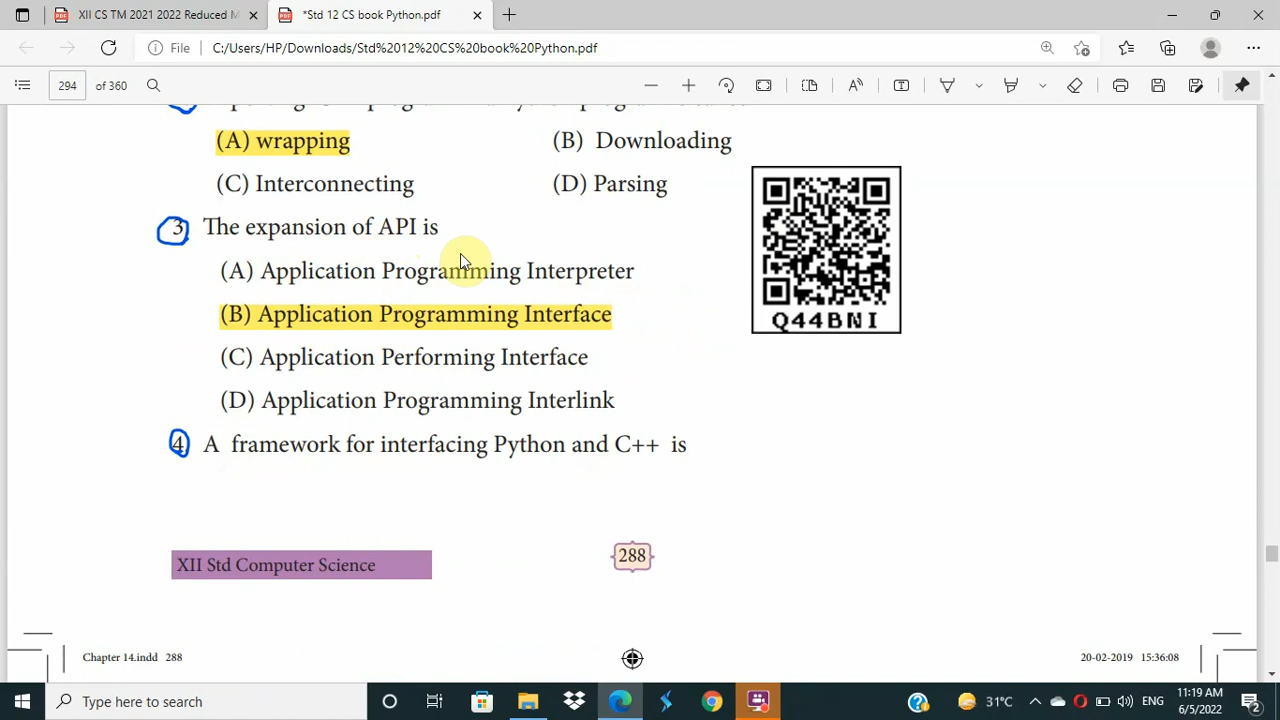 XII CS TM 2021 2022 Reduced M
*Std 12 CS book Python.pdf
File
C:/Users/HP/Downloads/Std%2012%20CS%20book%20Python.pdf
294 of 360
(A) wrapping
(B) Downloading
(C) Interconnecting
(D) Parsing
3 The expansion of API is
(A) Application Programming Interpreter
(B) Application Programming Interface
(C) Application Performing Interface
(D) Application Programming Interlink
Q44BNI
4 A framework for interfacing Python and C++ is
XII Std Computer Science
288
Chapter 14.indd 288
20-02-2019 15:36:08
Type here to search
31°C
ENG
11:19 AM
6/5/2022
2